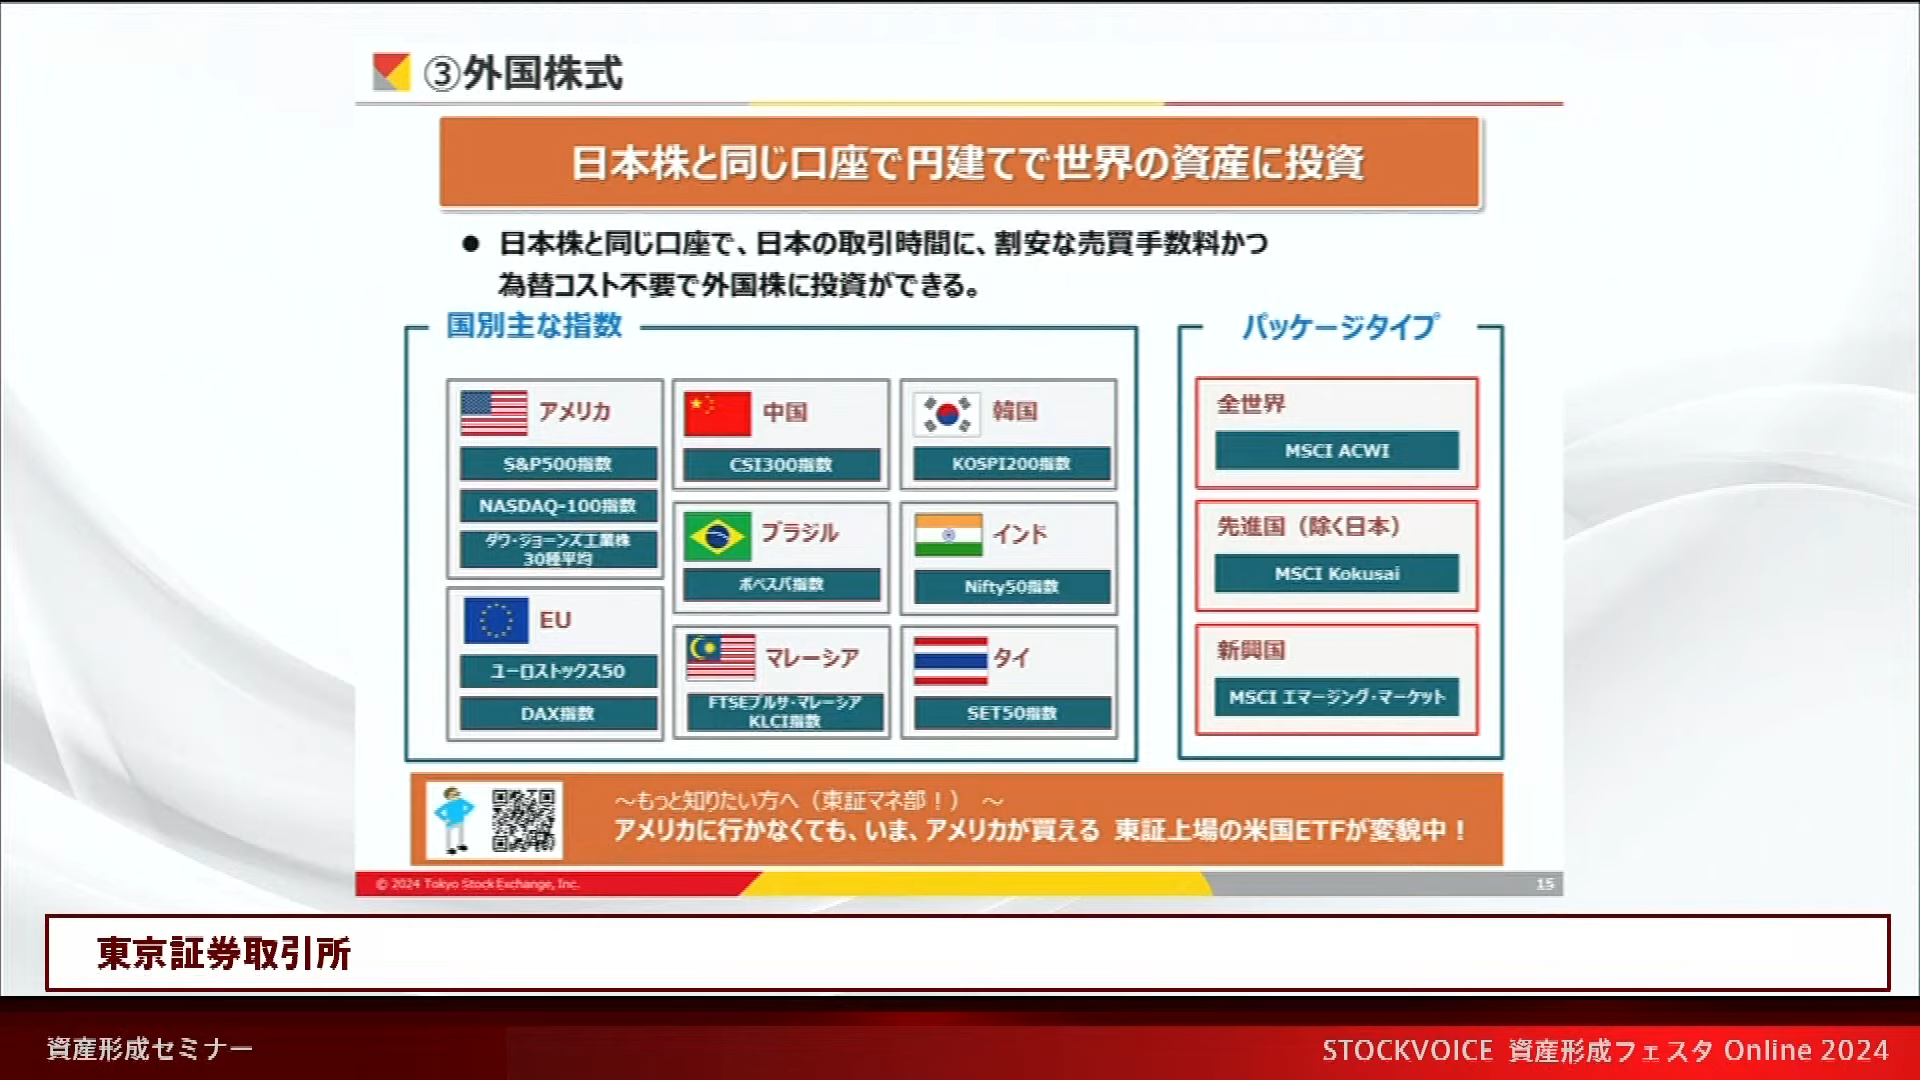 ③外国株式
日本株と同じ口座で円建てで世界の資産に投資
● 日本株と同じ口座で、日本の取引時間に、割安な売買手数料かつ
為替コスト不要で外国株に投資ができる。
国別主な指数
アメリカ
S&P500指数
NASDAQ-100指数
ダウ・ジョーンズ工業株
30種平均
EU
ユーロストックス50
DAX指数
中国
CSI300指数
ブラジル
ボベスパ指数
マレーシア
FTSEブルサ・マレーシア
KLCI指数
韓国
KOSPI200指数
インド
Nifty50指数
タイ
SET50指数
パッケージタイプ
全世界
MSCI ACWI
先進国（除く日本）
MSCI Kokusai
新興国
MSCI エマージング・マーケット
～もっと知りたい方へ（東証マネ部！） ～
アメリカに行かなくても、いま、アメリカが買える 東証上場の米国ETFが変貌中！
© 2024 Tokyo Stock Exchange, Inc.
15
東京証券取引所
資産形成セミナー
STOCKVOICE 資産形成フェスタ Online 2024